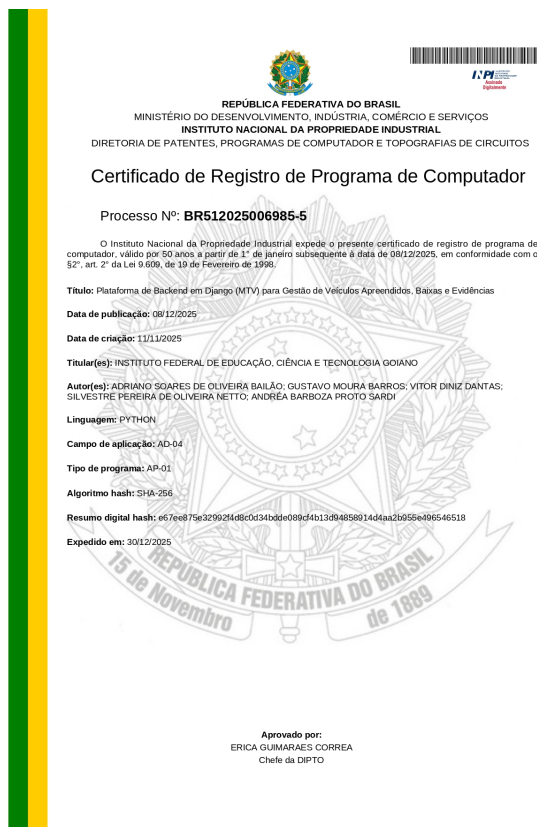 INPI
Assinado
Digitalmente
REPÚBLICA FEDERATIVA DO BRASIL
MINISTÉRIO DO DESENVOLVIMENTO, INDÚSTRIA, COMÉRCIO E SERVIÇOS
INSTITUTO NACIONAL DA PROPRIEDADE INDUSTRIAL
DIRETORIA DE PATENTES, PROGRAMAS DE COMPUTADOR E TOPOGRAFIAS DE CIRCUITOS
Certificado de Registro de Programa de Computador
Processo Nº: BR512025006985-5
O Instituto Nacional da Propriedade Industrial expede o presente certificado de registro de programa de
computador, válido por 50 anos a partir de 1° de janeiro subsequente à data de 08/12/2025, em conformidade com o
§2°, art. 2° da Lei 9.609, de 19 de Fevereiro de 1998.
Título: Plataforma de Backend em Django (MTV) para Gestão de Veículos Apreendidos, Baixas e Evidências
Data de publicação: 08/12/2025
Data de criação: 11/11/2025
Titular(es): INSTITUTO FEDERAL DE EDUCAÇÃO, CIÊNCIA E TECNOLOGIA GOIANO
Autor(es): ADRIANO SOARES DE OLIVEIRA BAILÃO; GUSTAVO MOURA BARROS; VITOR DINIZ DANTAS;
SILVESTRE PEREIRA DE OLIVEIRA NETTO; ANDRÉA BARBOZA PROTO SARDI
Linguagem: PYTHON
Campo de aplicação: AD-04
Tipo de programa: AP-01
Algoritmo hash: SHA-256
Resumo digital hash: e67ee875e32992f4d8c0d34bdde089cf4b13d94858914d4aa2b955e496546518
Expedido em: 30/12/2025
REPÚBLICA FEDERATIVA DO BRASIL
15 de Novembro
de 1889
Aprovado por:
ERICA GUIMARAES CORREA
Chefe da DIPTO